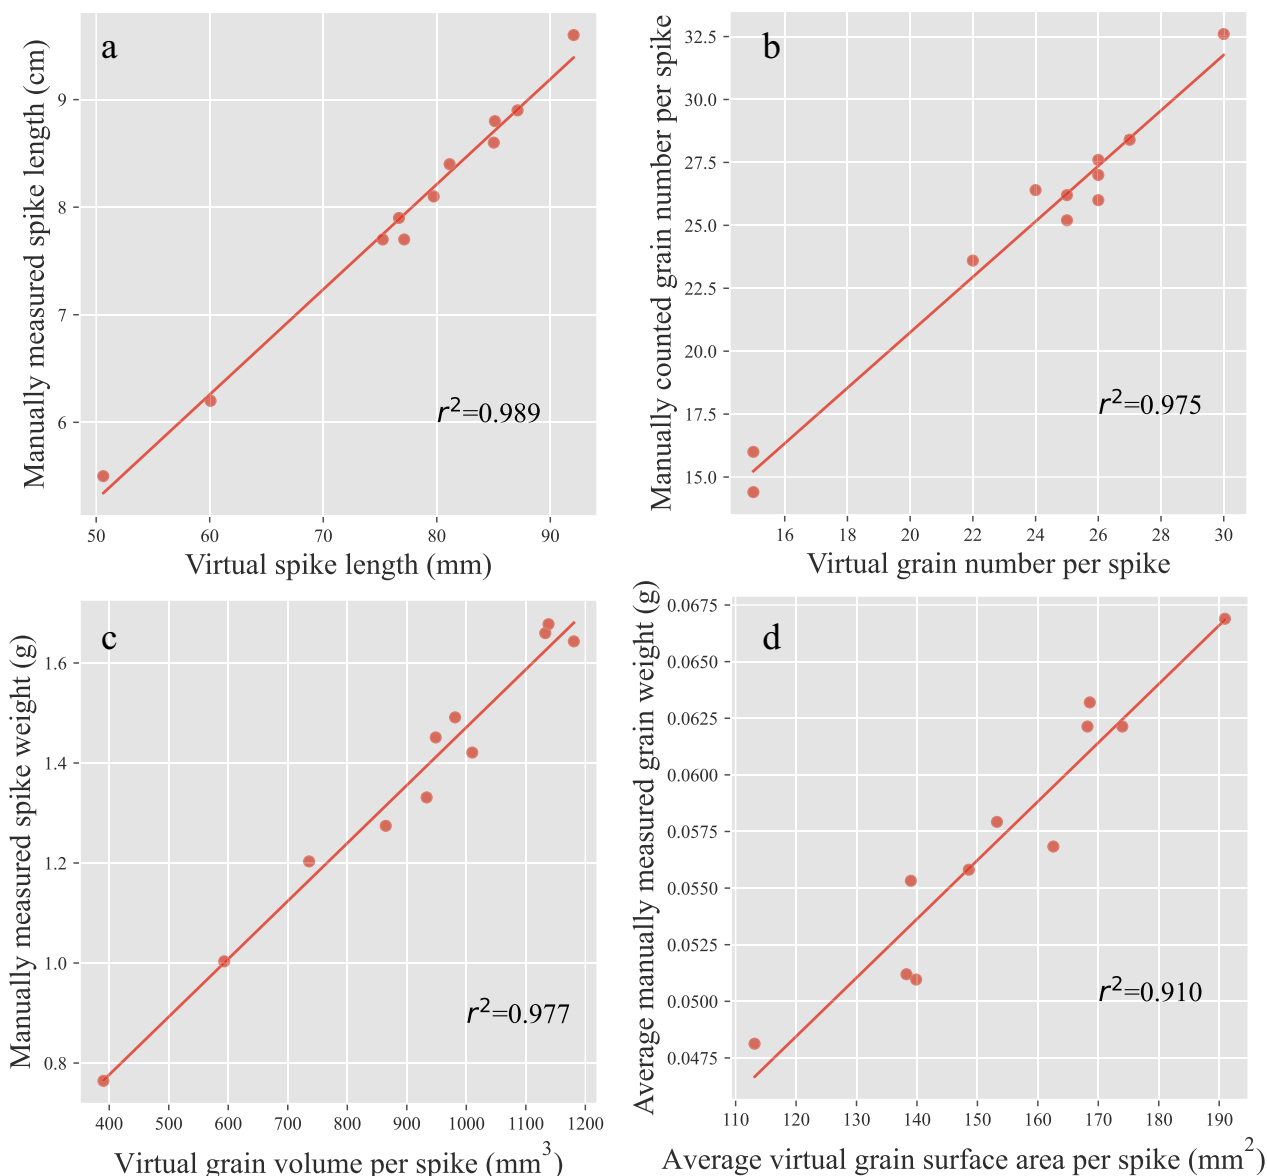 a
Manually measured spike length (cm)
9
8
7
6
r²=0.989
50 60 70 80 90
Virtual spike length (mm)
b
Manually counted grain number per spike
32.5
30.0
27.5
25.0
22.5
20.0
17.5
15.0
r²=0.975
16 18 20 22 24 26 28 30
Virtual grain number per spike
c
Manually measured spike weight (g)
1.6
1.4
1.2
1.0
0.8
r²=0.977
400 500 600 700 800 900 1000 1100 1200
Virtual grain volume per spike (mm³)
d
Average manually measured grain weight (g)
0.0675
0.0650
0.0625
0.0600
0.0575
0.0550
0.0525
0.0500
0.0475
r²=0.910
110 120 130 140 150 160 170 180 190
Average virtual grain surface area per spike (mm²)